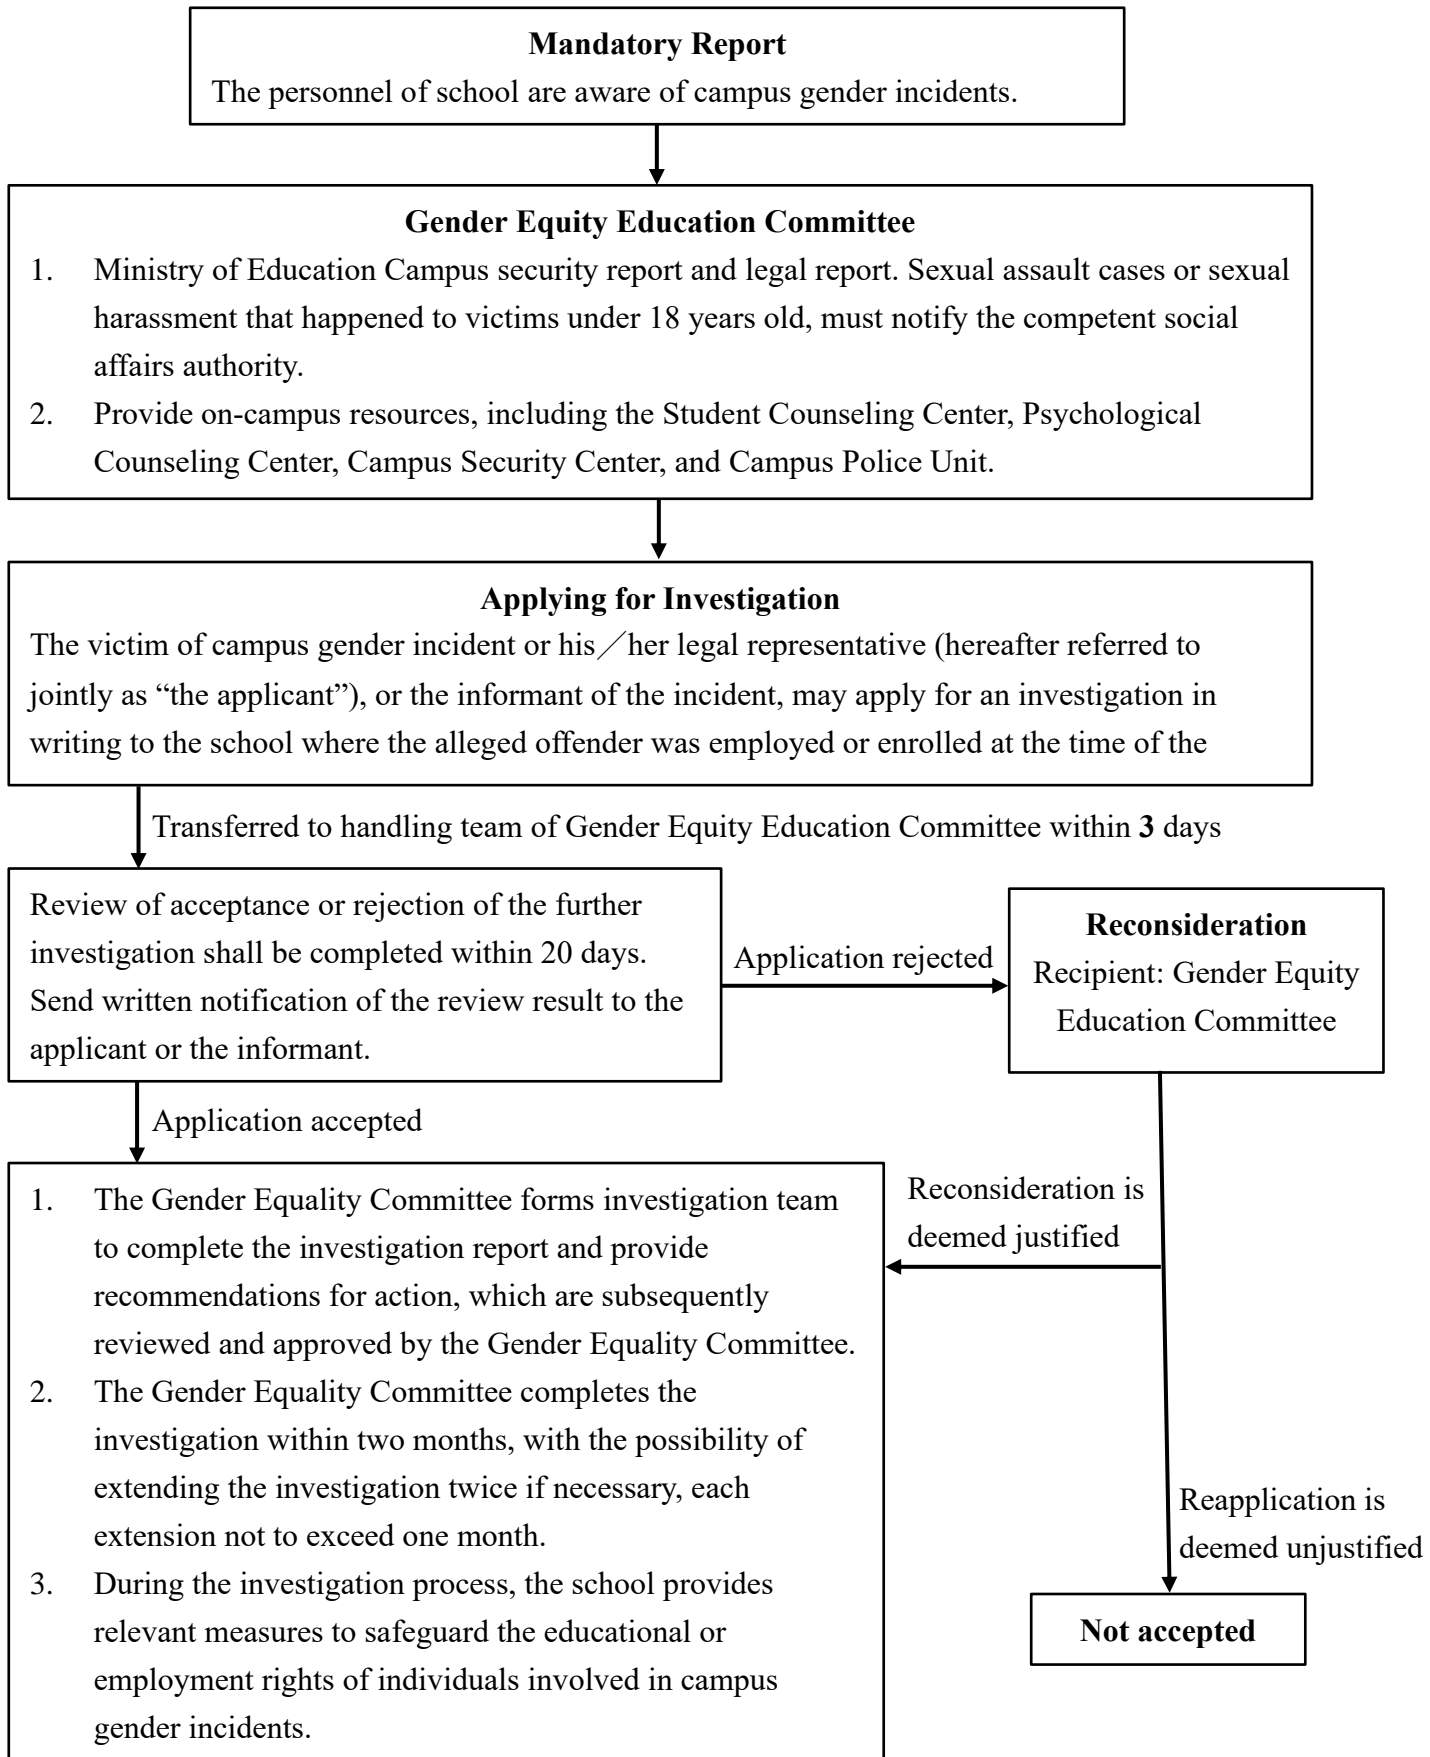 Mandatory Report
The personnel of school are aware of campus gender incidents.
Gender Equity Education Committee
1. Ministry of Education Campus security report and legal report. Sexual assault cases or sexual
harassment that happened to victims under 18 years old, must notify the competent social
affairs authority.
2. Provide on-campus resources, including the Student Counseling Center, Psychological
Counseling Center, Campus Security Center, and Campus Police Unit.
Applying for Investigation
The victim of campus gender incident or his／her legal representative (hereafter referred to
jointly as “the applicant”), or the informant of the incident, may apply for an investigation in
writing to the school where the alleged offender was employed or enrolled at the time of the
Transferred to handling team of Gender Equity Education Committee within 3 days
Review of acceptance or rejection of the further
investigation shall be completed within 20 days.
Send written notification of the review result to the
applicant or the informant.
Application rejected
Reconsideration
Recipient: Gender Equity
Education Committee
Application accepted
1. The Gender Equality Committee forms investigation team
to complete the investigation report and provide
recommendations for action, which are subsequently
reviewed and approved by the Gender Equality Committee.
2. The Gender Equality Committee completes the
investigation within two months, with the possibility of
extending the investigation twice if necessary, each
extension not to exceed one month.
3. During the investigation process, the school provides
relevant measures to safeguard the educational or
employment rights of individuals involved in campus
gender incidents.
Reconsideration is
deemed justified
Reapplication is
deemed unjustified
Not accepted